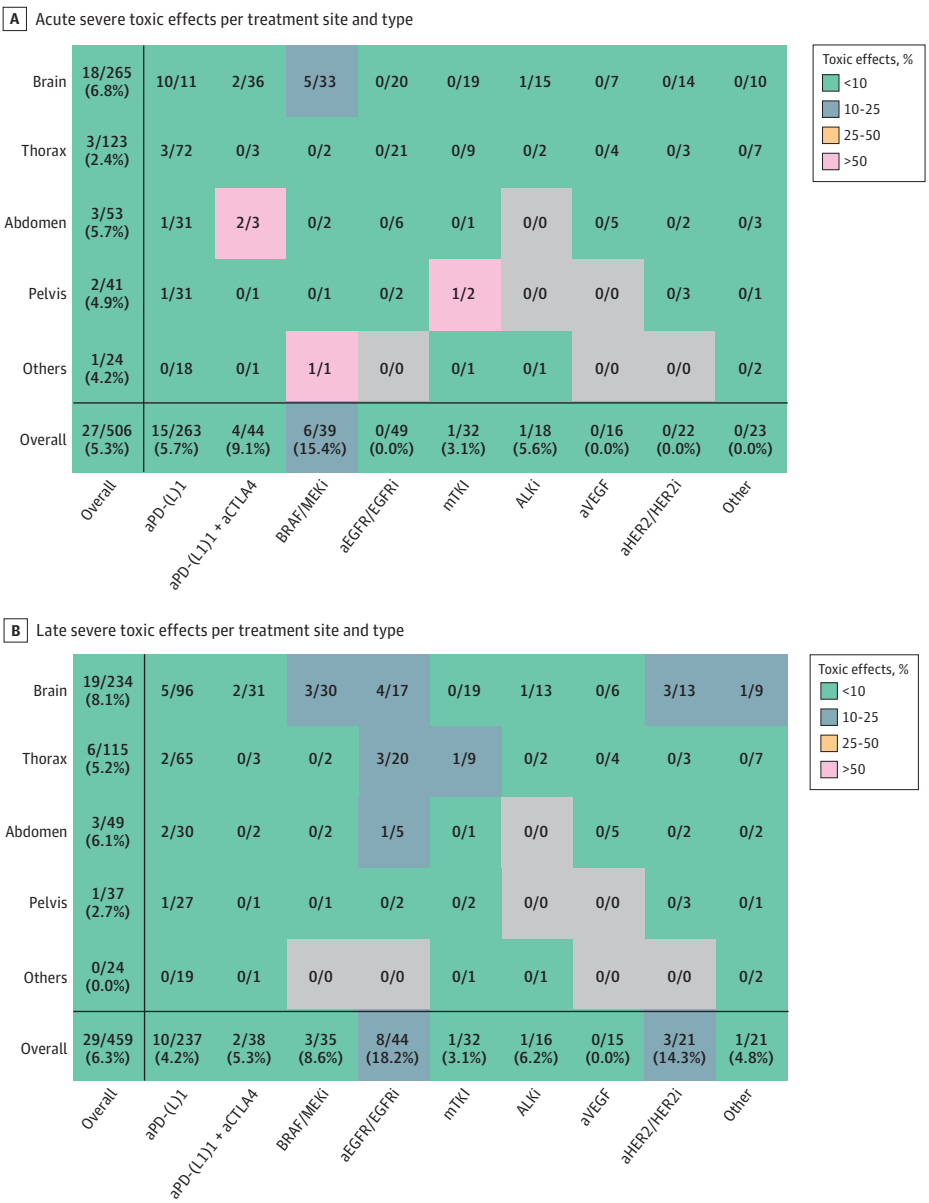 A Acute severe toxic effects per treatment site and type
Toxic effects, %
<10
10-25
25-50
>50
Brain 18/265 (6.8%) 10/11 2/36 5/33 0/20 0/19 1/15 0/7 0/14 0/10
Thorax 3/123 (2.4%) 3/72 0/3 0/2 0/21 0/9 0/2 0/4 0/3 0/7
Abdomen 3/53 (5.7%) 1/31 2/3 0/2 0/6 0/1 0/0 0/5 0/2 0/3
Pelvis 2/41 (4.9%) 1/31 0/1 0/1 0/2 1/2 0/0 0/0 0/3 0/1
Others 1/24 (4.2%) 0/18 0/1 1/1 0/0 0/1 0/1 0/0 0/0 0/2
Overall 27/506 (5.3%) 15/263 (5.7%) 4/44 (9.1%) 6/39 (15.4%) 0/49 (0.0%) 1/32 (3.1%) 1/18 (5.6%) 0/16 (0.0%) 0/22 (0.0%) 0/23 (0.0%)
Overall aPD-(L)1 aPD-(L1)1 + aCTLA4 BRAF/MEKi aEGFR/EGFRi mTKI ALKi aVEGF aHER2/HER2i Other
B Late severe toxic effects per treatment site and type
Toxic effects, %
<10
10-25
25-50
>50
Brain 19/234 (8.1%) 5/96 2/31 3/30 4/17 0/19 1/13 0/6 3/13 1/9
Thorax 6/115 (5.2%) 2/65 0/3 0/2 3/20 1/9 0/2 0/4 0/3 0/7
Abdomen 3/49 (6.1%) 2/30 0/2 0/2 1/5 0/1 0/0 0/5 0/2 0/2
Pelvis 1/37 (2.7%) 1/27 0/1 0/1 0/2 0/2 0/0 0/0 0/3 0/1
Others 0/24 (0.0%) 0/19 0/1 0/0 0/0 0/1 0/1 0/0 0/0 0/2
Overall 29/459 (6.3%) 10/237 (4.2%) 2/38 (5.3%) 3/35 (8.6%) 8/44 (18.2%) 1/32 (3.1%) 1/16 (6.2%) 0/15 (0.0%) 3/21 (14.3%) 1/21 (4.8%)
Overall aPD-(L)1 aPD-(L1)1 + aCTLA4 BRAF/MEKi aEGFR/EGFRi mTKI ALKi aVEGF aHER2/HER2i Other